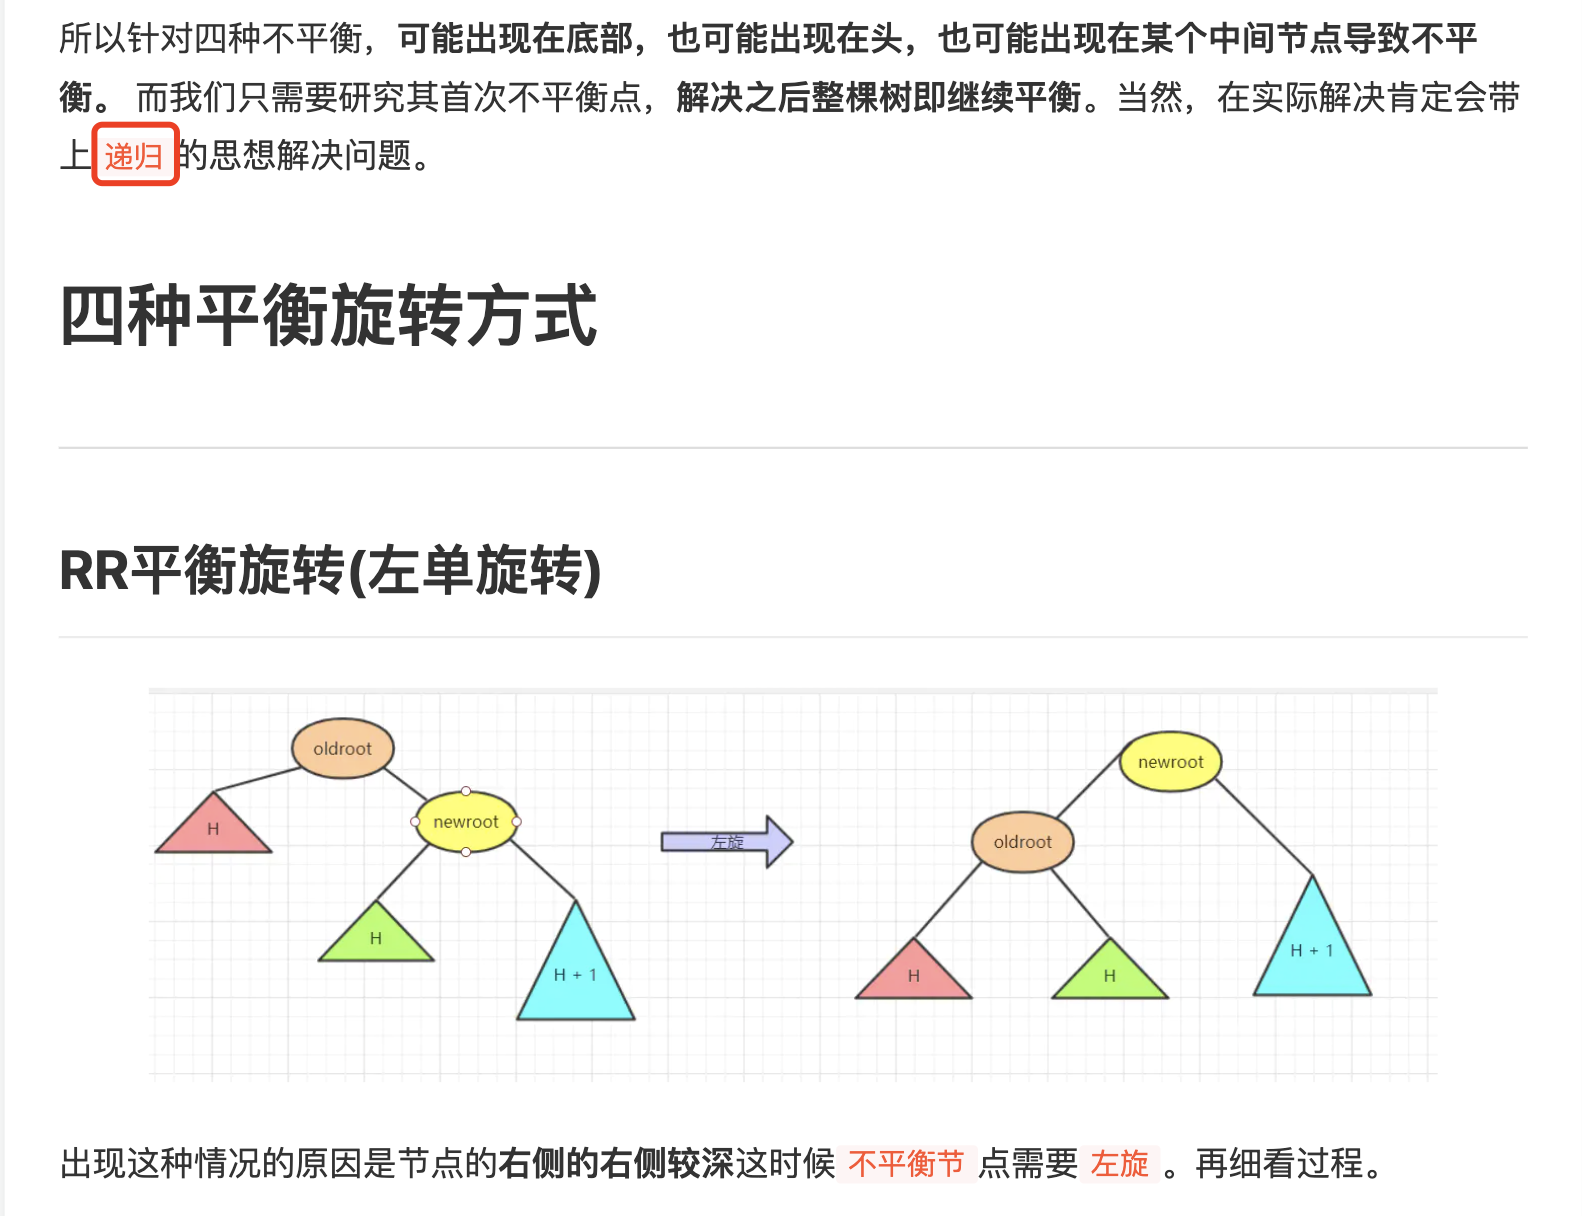 所以针对四种不平衡，可能出现在底部，也可能出现在头，也可能出现在某个中间节点导致不平
衡。 而我们只需要研究其首次不平衡点，解决之后整棵树即继续平衡。当然，在实际解决肯定会带
上 递归 的思想解决问题。
四种平衡旋转方式
RR平衡旋转(左单旋转)
oldroot
H
newroot
H
H + 1
左旋
newroot
oldroot
H
H
H + 1
出现这种情况的原因是节点的右侧的右侧较深这时候 不平衡节 点需要 左旋 。再细看过程。